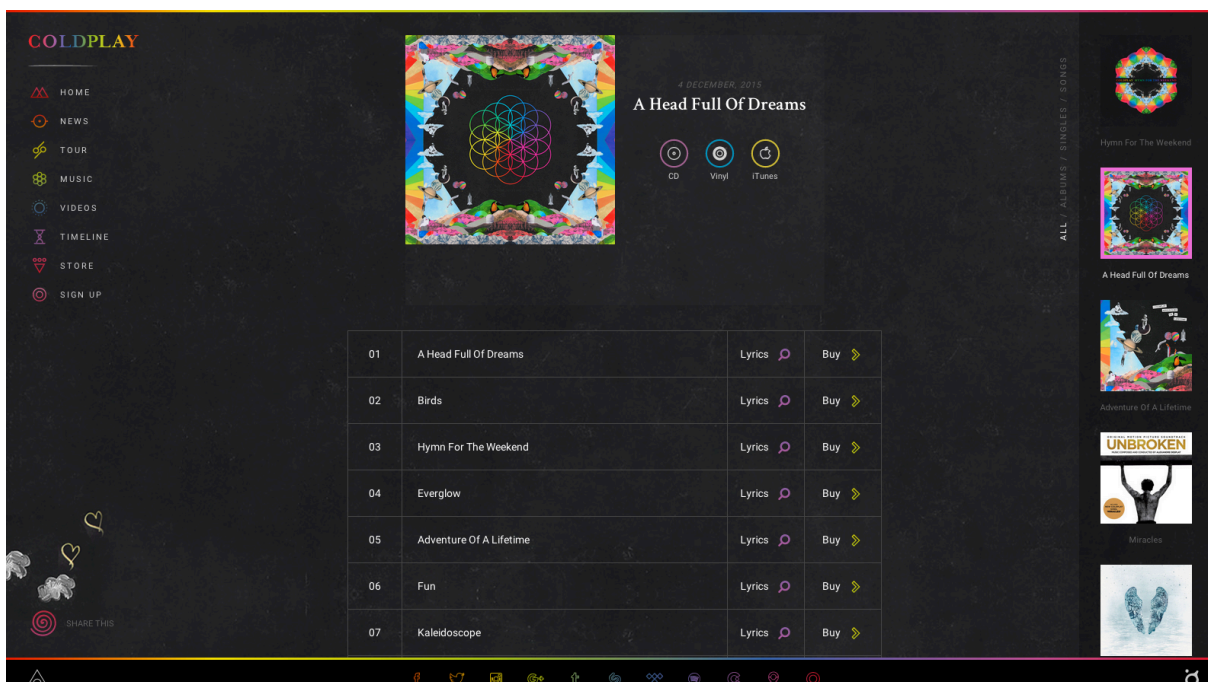 COLDPLAY
HOME
NEWS
TOUR
MUSIC
VIDEOS
TIMELINE
STORE
SIGN UP
SHARE THIS
4 DECEMBER, 2015
A Head Full Of Dreams
CD Vinyl iTunes
01 A Head Full Of Dreams Lyrics Buy
02 Birds Lyrics Buy
03 Hymn For The Weekend Lyrics Buy
04 Everglow Lyrics Buy
05 Adventure Of A Lifetime Lyrics Buy
06 Fun Lyrics Buy
07 Kaleidoscope Lyrics Buy
ALL / ALBUMS / SINGLES / SONGS
Hymn For The Weekend
A Head Full Of Dreams
Adventure Of A Lifetime
UNBROKEN
Miracles